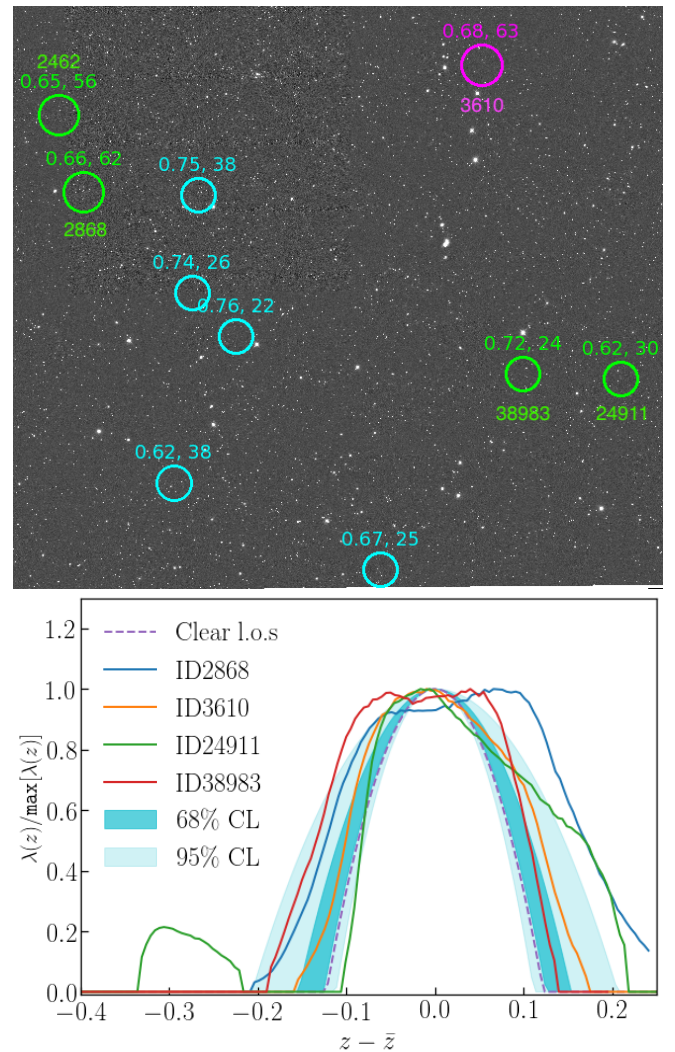 0.68, 63
3610
2462
0.65, 56
0.66, 62
2868
0.75, 38
0.74, 26
0.76, 22
0.72, 24
38983
0.62, 30
24911
0.62, 38
0.67, 25
Clear l.o.s
ID2868
ID3610
ID24911
ID38983
68% CL
95% CL
λ(z)/max[λ(z)]
1.2
1.0
0.8
0.6
0.4
0.2
0.0
−0.4 −0.3 −0.2 −0.1 0.0 0.1 0.2
z − z̄